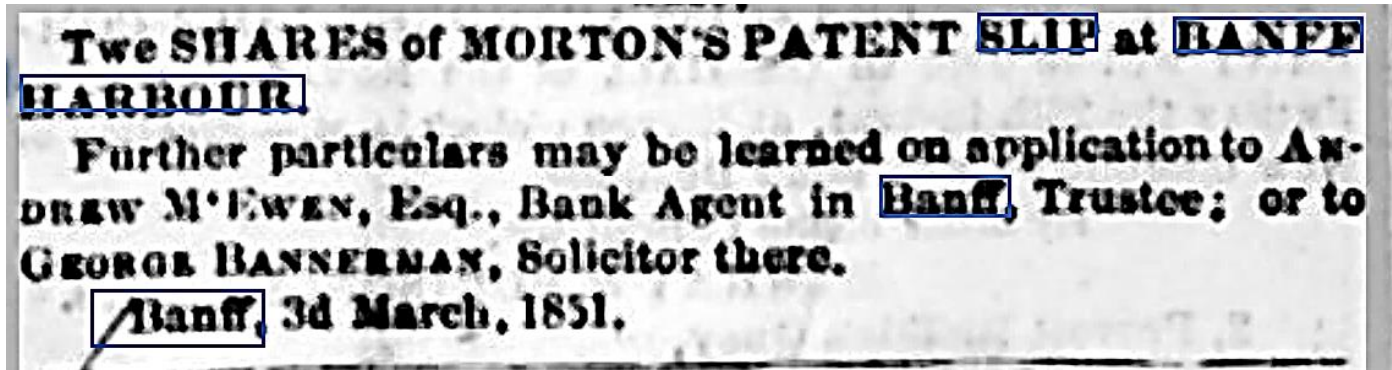 Two SHARES of MORTON'S PATENT SLIP at BANFF
HARBOUR.
Further particulars may be learned on application to AN-
DREW M'EWEN, Esq., Bank Agent in Banff, Trustee; or to
GEORGE BANNERMAN, Solicitor there.
Banff, 3d March, 1851.